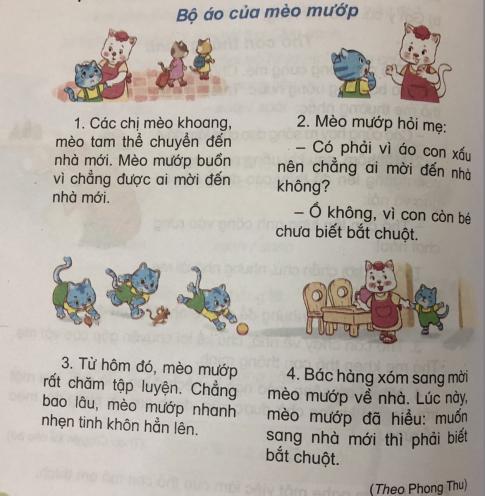 Bộ áo của mèo mướp
1. Các chị mèo khoang,
mèo tam thể chuyển đến
nhà mới. Mèo mướp buồn
vì chẳng được ai mời đến
nhà mới.
2. Mèo mướp hỏi mẹ:
– Có phải vì áo con xấu
nên chẳng ai mời đến nhà
không?
– Ồ không, vì con còn bé
chưa biết bắt chuột.
3. Từ hôm đó, mèo mướp
rất chăm tập luyện. Chẳng
bao lâu, mèo mướp nhanh
nhẹn tinh khôn hẳn lên.
4. Bác hàng xóm sang mời
mèo mướp về nhà. Lúc này,
mèo mướp đã hiểu: muốn
sang nhà mới thì phải biết
bắt chuột.
(Theo Phong Thu)